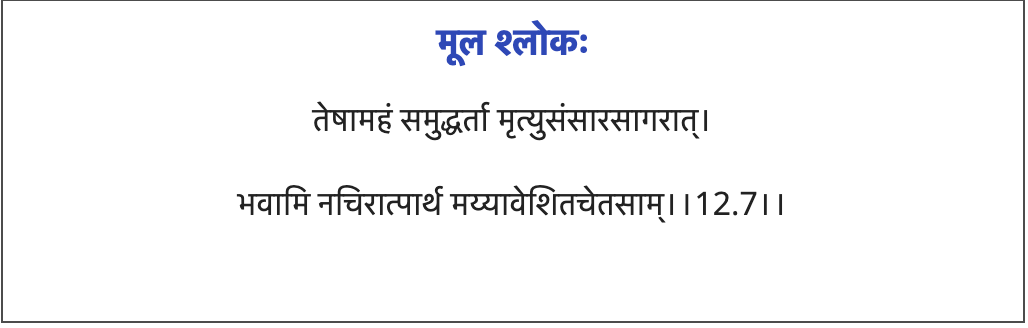 मूल श्लोकः
तेषामहं समुद्धर्ता मृत्युसंसारसागरात्।
भवामि नचिरात्पार्थ मय्यावेशितचेतसाम्।।12.7।।